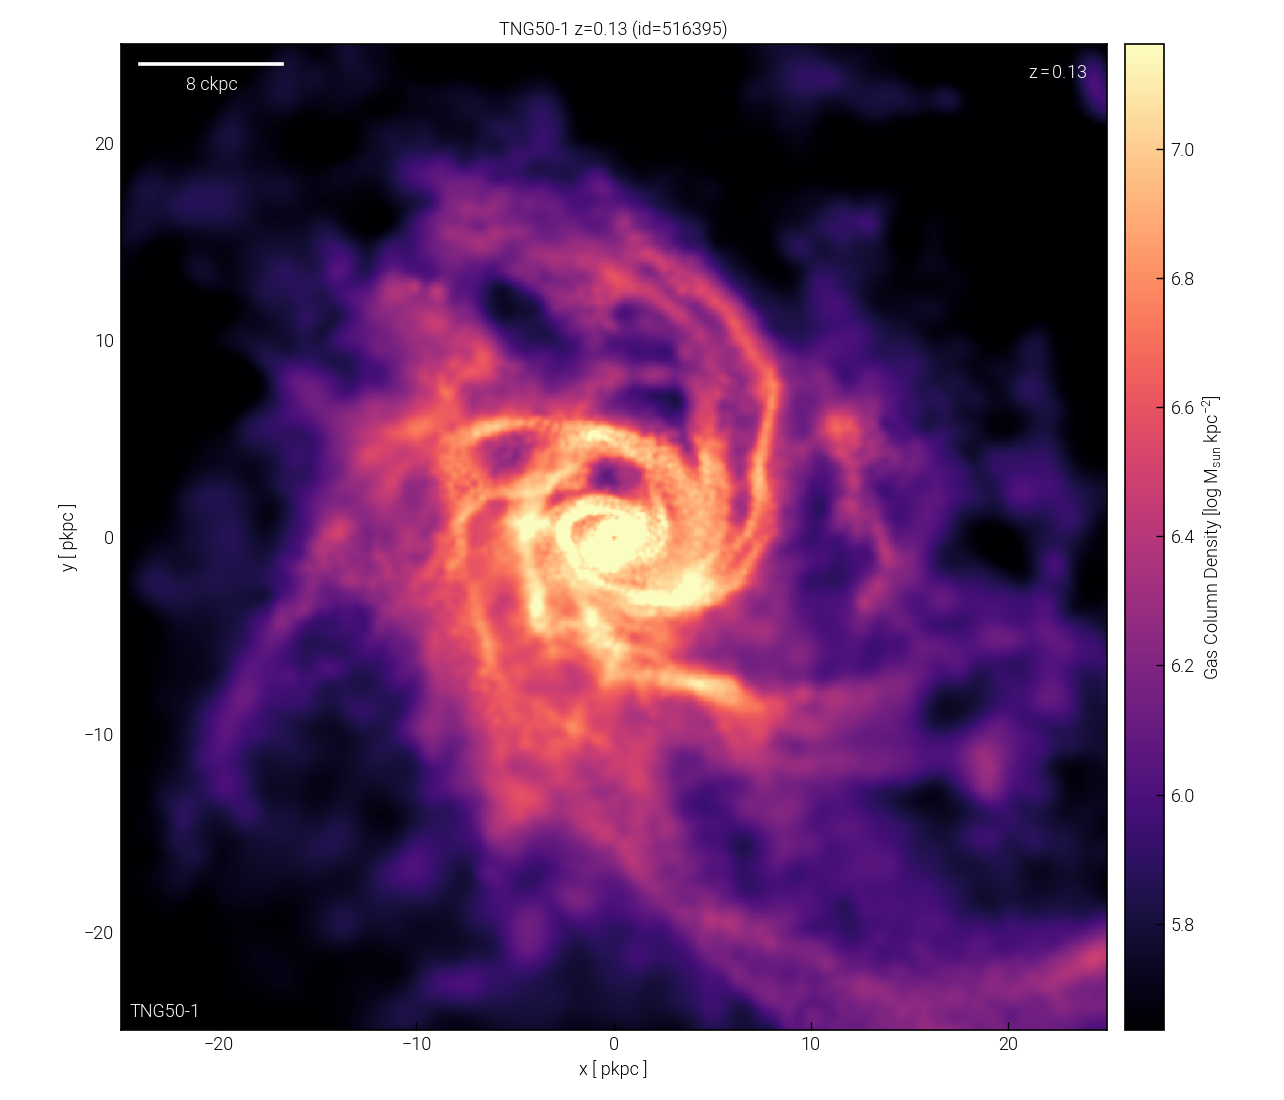 TNG50-1 z=0.13 (id=516395)
8 ckpc
z=0.13
TNG50-1
20
10
0
−10
−20
y [ pkpc ]
−20
−10
0
10
20
x [ pkpc ]
7.0
6.8
6.6
6.4
6.2
6.0
5.8
Gas Column Density [log M_sun kpc^−2]